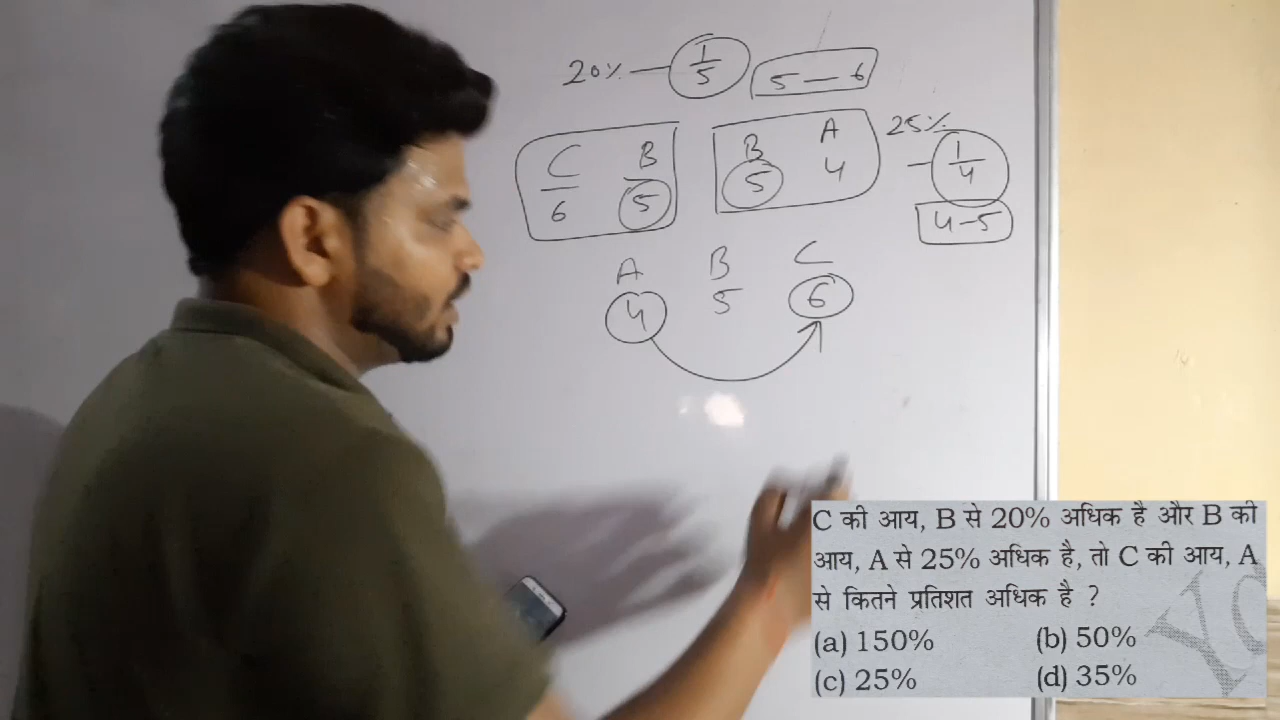 20% — 1/5 5 — 6
C B B A 25%
6 5 5 4 — 1/4
4 – 5
A B C
4 5 6
C की आय, B से 20% अधिक है और B की
आय, A से 25% अधिक है, तो C की आय, A
से कितने प्रतिशत अधिक है ?
(a) 150% (b) 50%
(c) 25% (d) 35%